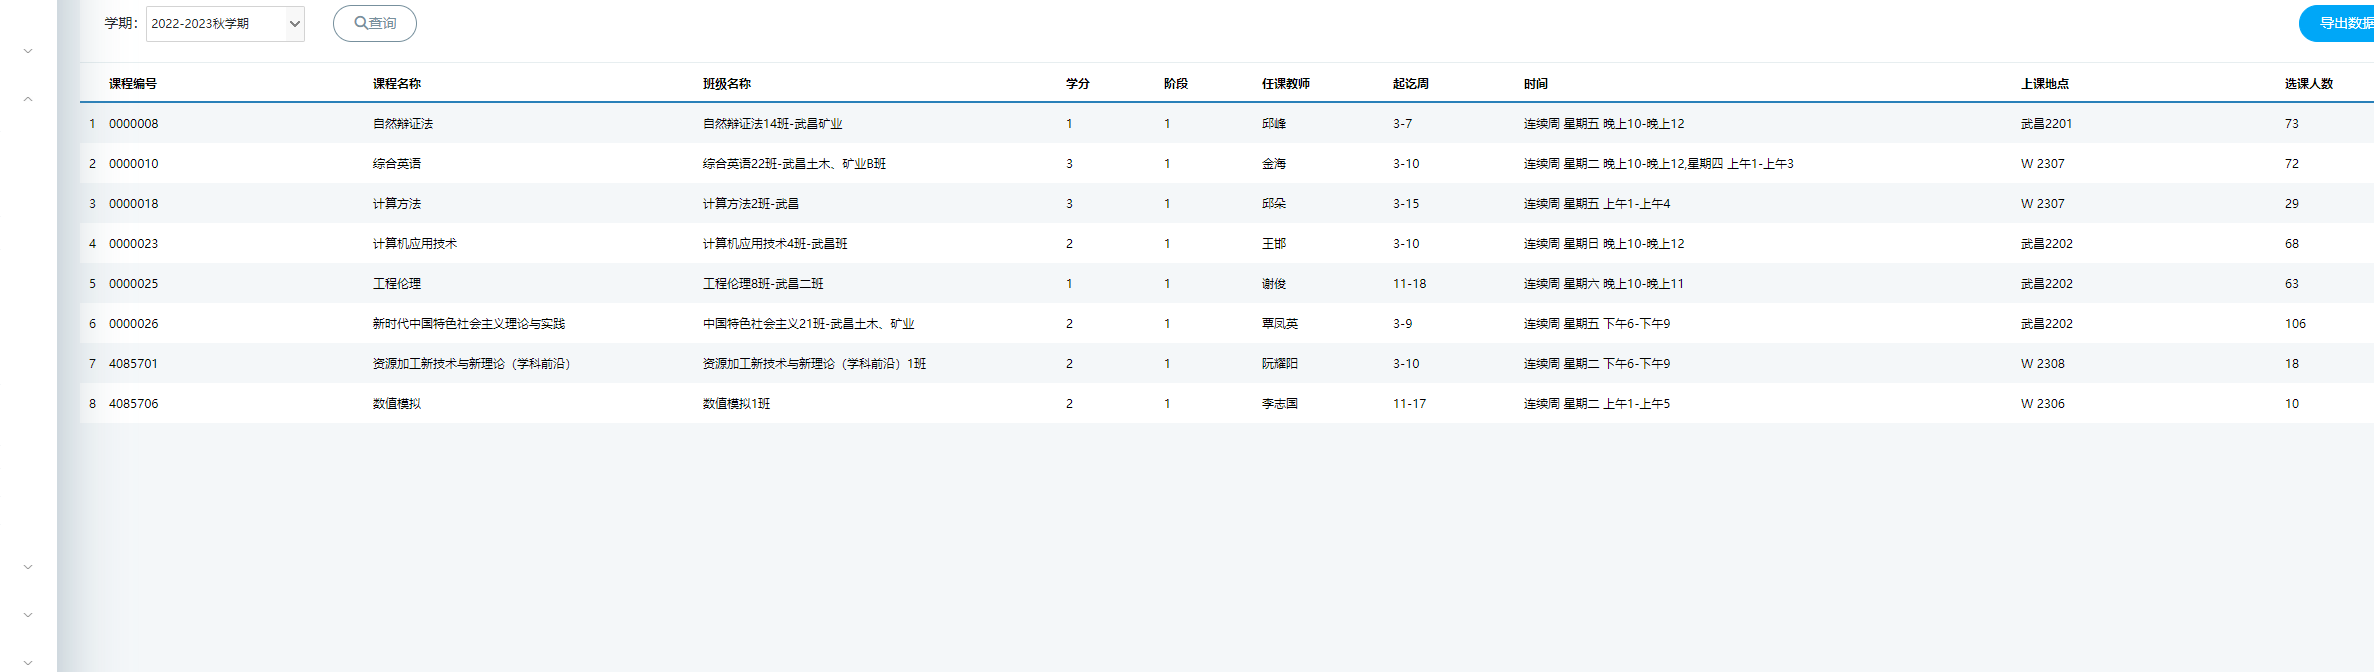 学期： 2022-2023秋学期 查询 导出数据
课程编号 课程名称 班级名称 学分 阶段 任课教师 起迄周 时间 上课地点 选课人数
1 0000008 自然辩证法 自然辩证法14班-武昌矿业 1 1 邱峰 3-7 连续周 星期五 晚上10-晚上12 武昌2201 73
2 0000010 综合英语 综合英语22班-武昌土木、矿业B班 3 1 金海 3-10 连续周 星期二 晚上10-晚上12,星期四 上午1-上午3 W 2307 72
3 0000018 计算方法 计算方法2班-武昌 3 1 邱朵 3-15 连续周 星期五 上午1-上午4 W 2307 29
4 0000023 计算机应用技术 计算机应用技术4班-武昌班 2 1 王邯 3-10 连续周 星期日 晚上10-晚上12 武昌2202 68
5 0000025 工程伦理 工程伦理8班-武昌二班 1 1 谢俊 11-18 连续周 星期六 晚上10-晚上11 武昌2202 63
6 0000026 新时代中国特色社会主义理论与实践 中国特色社会主义21班-武昌土木、矿业 2 1 覃凤英 3-9 连续周 星期五 下午6-下午9 武昌2202 106
7 4085701 资源加工新技术与新理论（学科前沿） 资源加工新技术与新理论（学科前沿）1班 2 1 阮耀阳 3-10 连续周 星期二 下午6-下午9 W 2308 18
8 4085706 数值模拟 数值模拟1班 2 1 李志国 11-17 连续周 星期二 上午1-上午5 W 2306 10